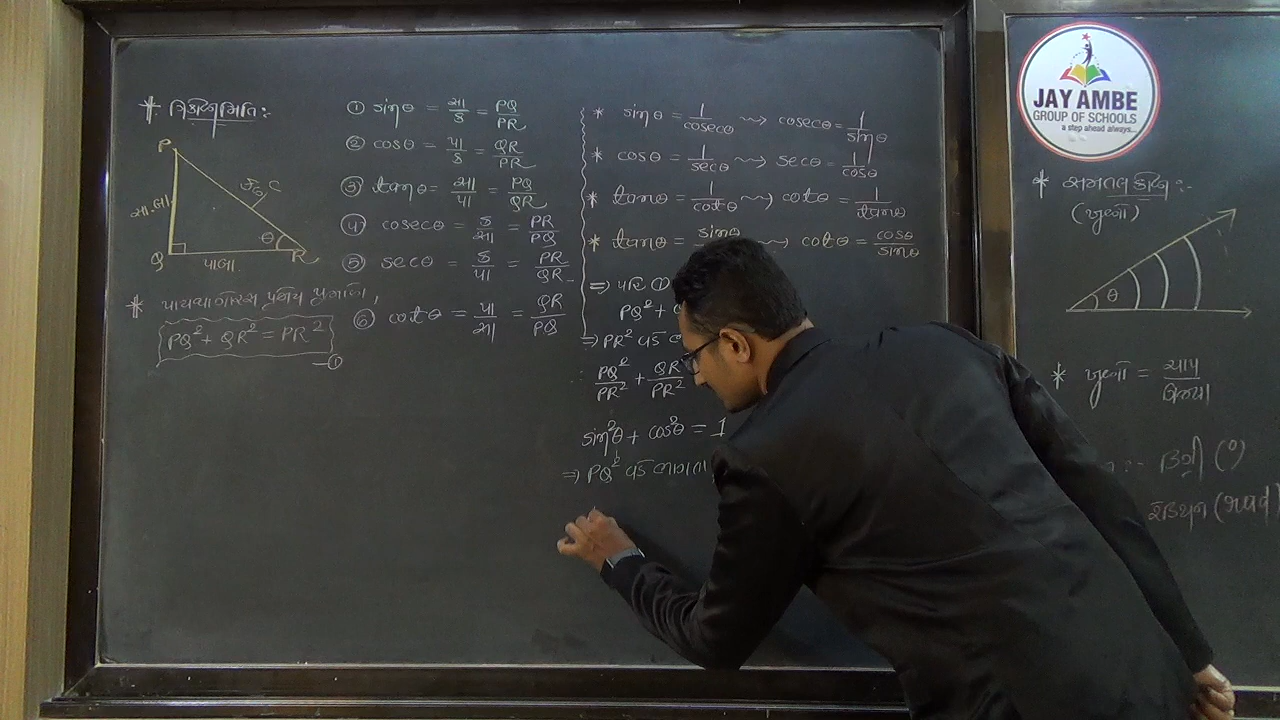 * ત્રિકોણમિતિ:
P
સા.બા
કર્ણ
θ
Q
પાબા
R
* પાયથાગોરસ પ્રમેય પ્રમાણે,
PQ² + QR² = PR²
①
① sinθ = સા/ક = PQ/PR
② cosθ = પા/ક = QR/PR
③ tanθ = સા/પા = PQ/QR
④ cosecθ = ક/સા = PR/PQ
⑤ secθ = ક/પા = PR/QR
⑥ cotθ = પા/સા = QR/PQ
* sinθ = 1/cosecθ ⇝ cosecθ = 1/sinθ
* cosθ = 1/secθ ⇝ secθ = 1/cosθ
* tanθ = 1/cotθ ⇝ cotθ = 1/tanθ
* tanθ = sinθ ⇝ cotθ = cosθ/sinθ
⇒ ①
PQ² +
⇒ PR² વડે
PQ²/PR² + QR/PR²
sin²θ + cos²θ = 1
⇒ PQ² વડે ભાગતા
JAY AMBE
GROUP OF SCHOOLS
a step ahead always...
* સમતલ કોણ :-
(ખૂણો)
θ
* ખૂણો = ચાપ/ત્રિજ્યા
:- ડિગ્રી (°)
રેડિયન